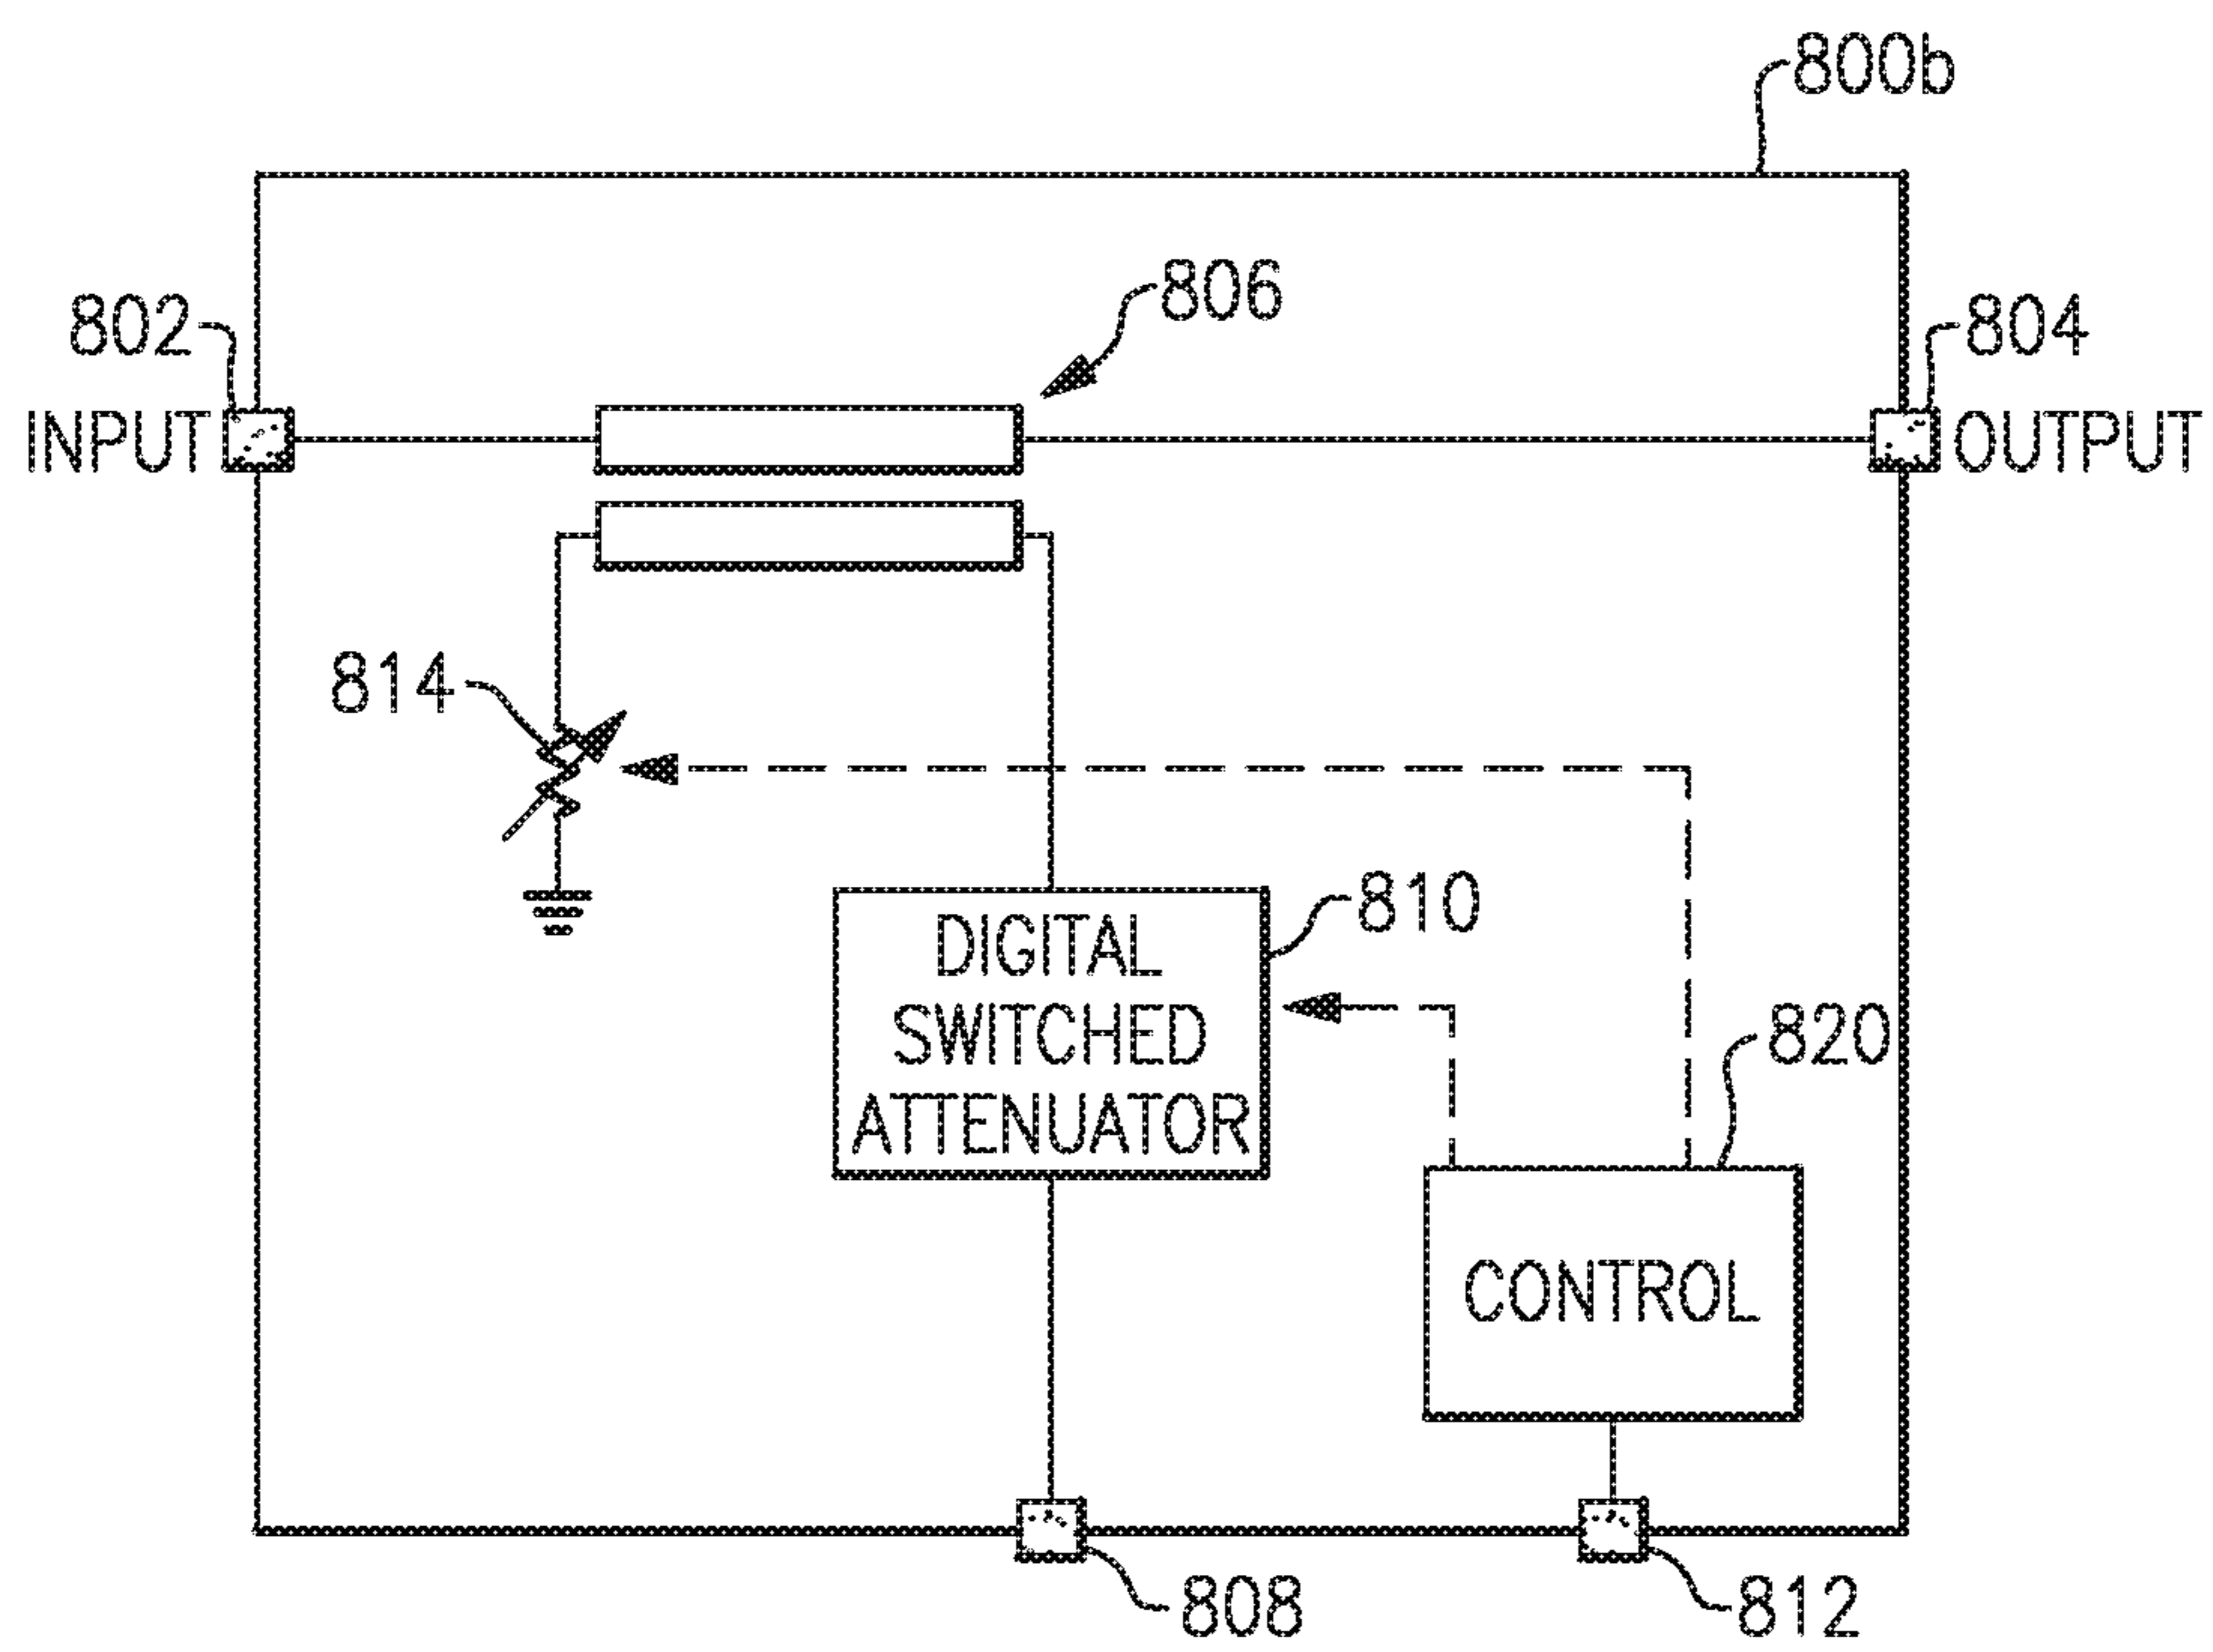 800b
806
802
804
INPUT
OUTPUT
814
810
DIGITAL
SWITCHED
ATTENUATOR
820
CONTROL
808
812